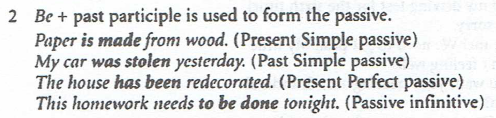 2 Be + past participle is used to form the passive.
Paper is made from wood. (Present Simple passive)
My car was stolen yesterday. (Past Simple passive)
The house has been redecorated. (Present Perfect passive)
This homework needs to be done tonight. (Passive infinitive)